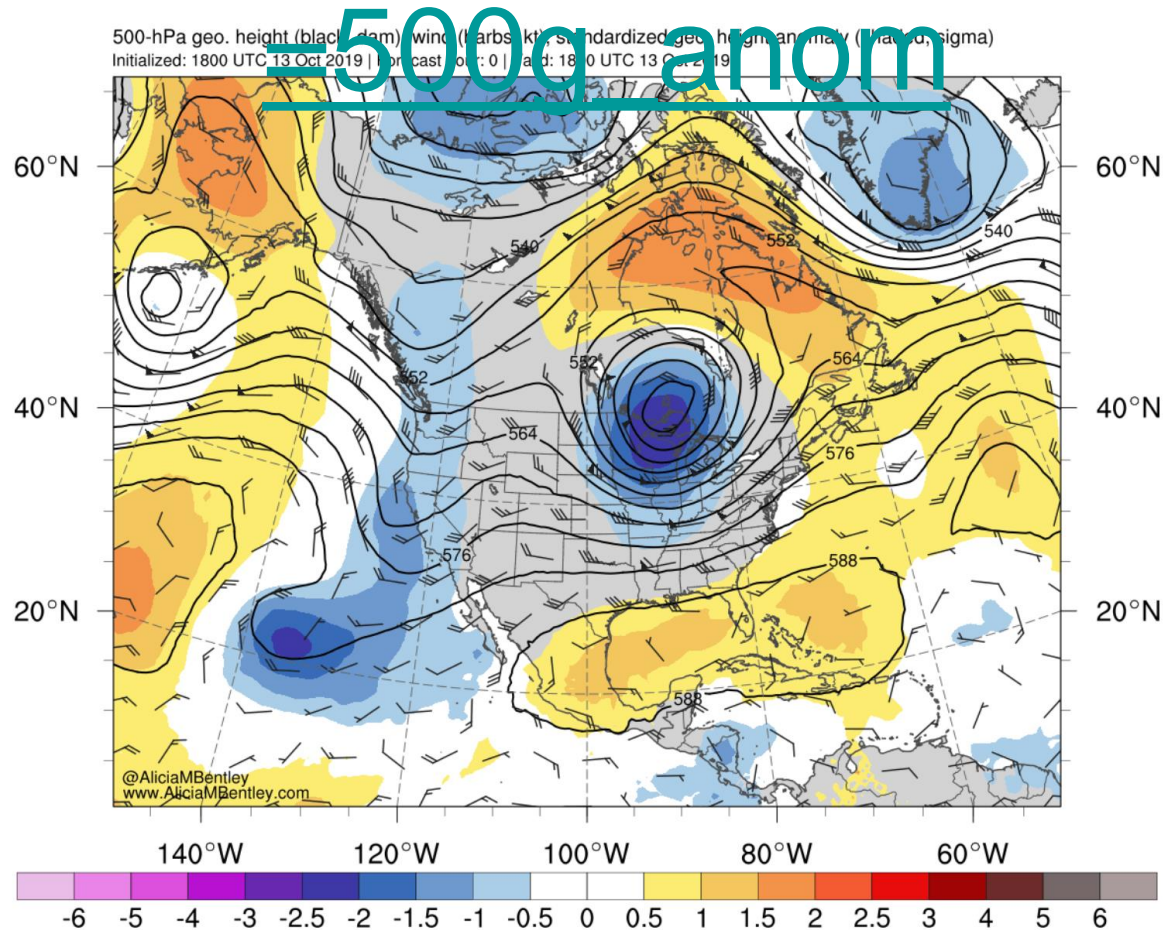 =500g_anom
500-hPa geo. height (black, dam), wind (barbs, kt), standardized geo. height anomaly (shaded, sigma)
Initialized: 1800 UTC 13 Oct 2019 | Forecast hour: 0 | Valid: 1800 UTC 13 Oct 2019
60°N
60°N
540
552
540
552
564
552
40°N
40°N
564
576
576
588
20°N
20°N
588
@AliciaMBentley
www.AliciaMBentley.com
140°W 120°W 100°W 80°W 60°W
-6 -5 -4 -3 -2.5 -2 -1.5 -1 -0.5 0 0.5 1 1.5 2 2.5 3 4 5 6